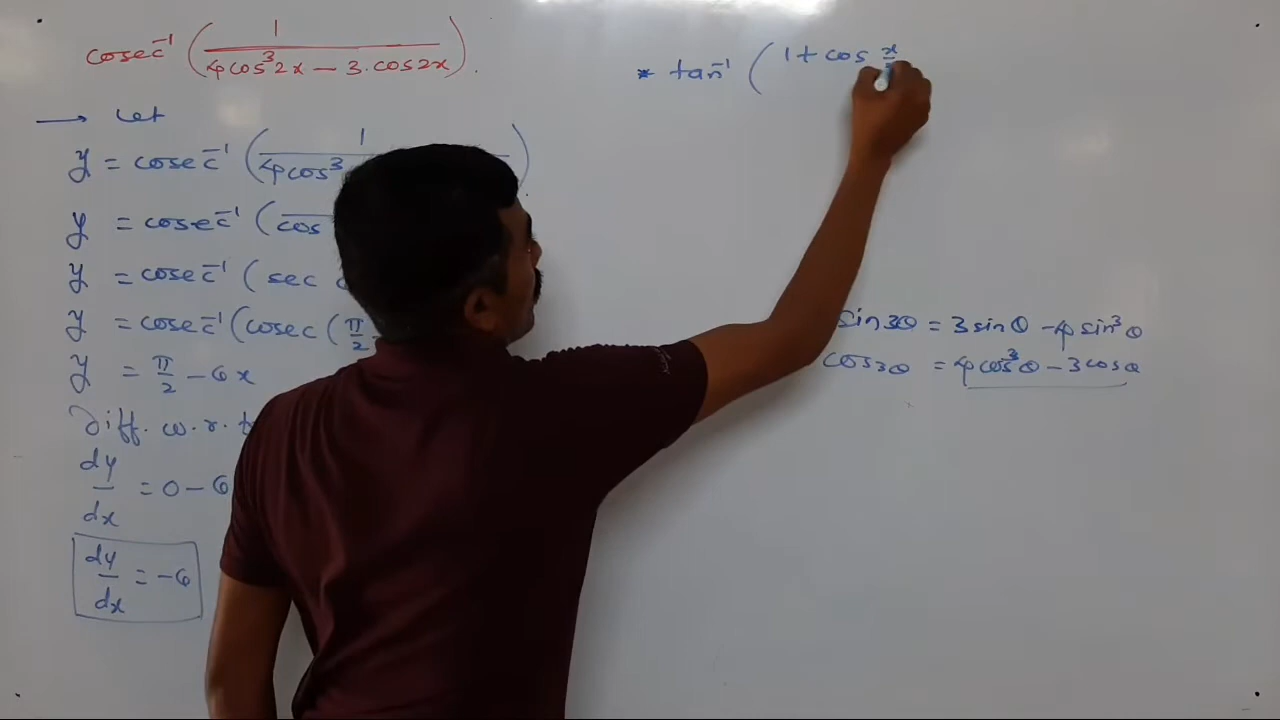 cosec⁻¹ (1 / (4cos³2x − 3.cos2x)).
→ Let
y = cosec⁻¹ (1 / 4cos³
y = cosec⁻¹ ( cos
y = cosec⁻¹ ( sec
y = cosec⁻¹ (cosec (π/2
y = π/2 − 6x
Diff. w.r.t
dy/dx = 0 − 6
dy/dx = −6
* tan⁻¹ ( 1 + cos x
sin3θ = 3sinθ − 4sin³θ
cos3θ = 4cos³θ − 3cosθ